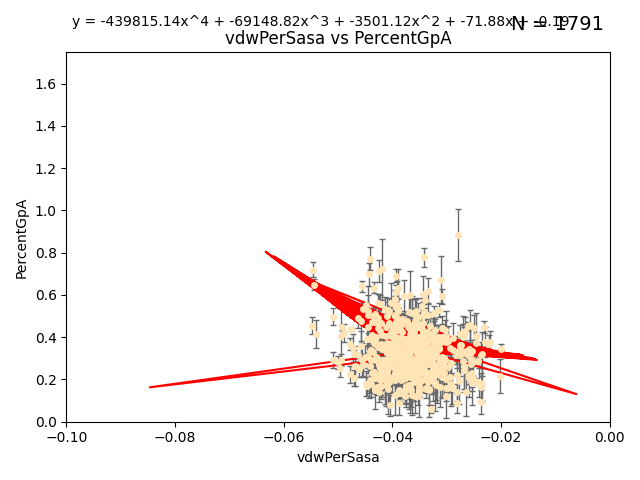 y = -439815.14x^4 + -69148.82x^3 + -3501.12x^2 + -71.88x + -0.19
N = 1791
vdwPerSasa vs PercentGpA
PercentGpA
1.6
1.4
1.2
1.0
0.8
0.6
0.4
0.2
0.0
−0.10 −0.08 −0.06 −0.04 −0.02 0.00
vdwPerSasa